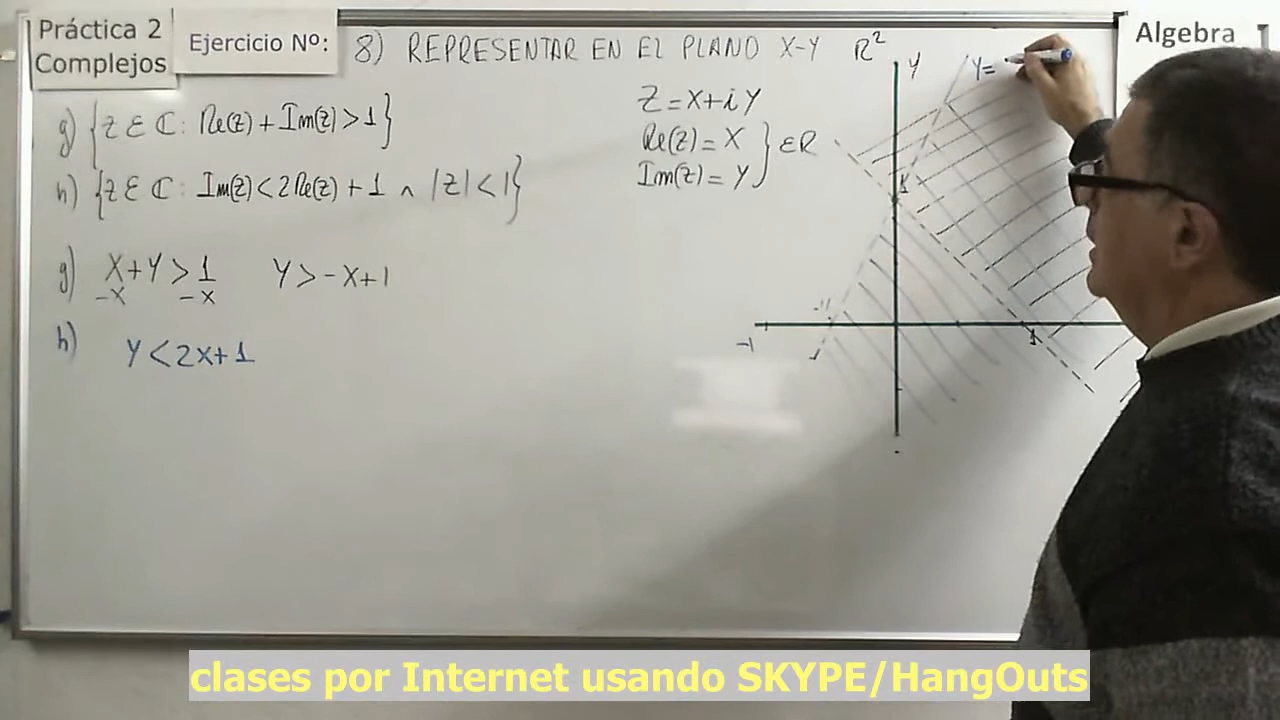 Práctica 2
Complejos
Ejercicio Nº:
Algebra I
8) REPRESENTAR EN EL PLANO X-Y R²
g) {z ∈ ℂ: Re(z) + Im(z) > 1}
h) {z ∈ ℂ: Im(z) < 2Re(z) + 1 ∧ |z| < 1}
Z = X + iY
Re(z) = X
Im(z) = Y } ∈ R
g) X + Y > 1 Y > -X + 1
-X -X
h) Y < 2X + 1
Y
Y=
1
-1
1
clases por Internet usando SKYPE/HangOuts